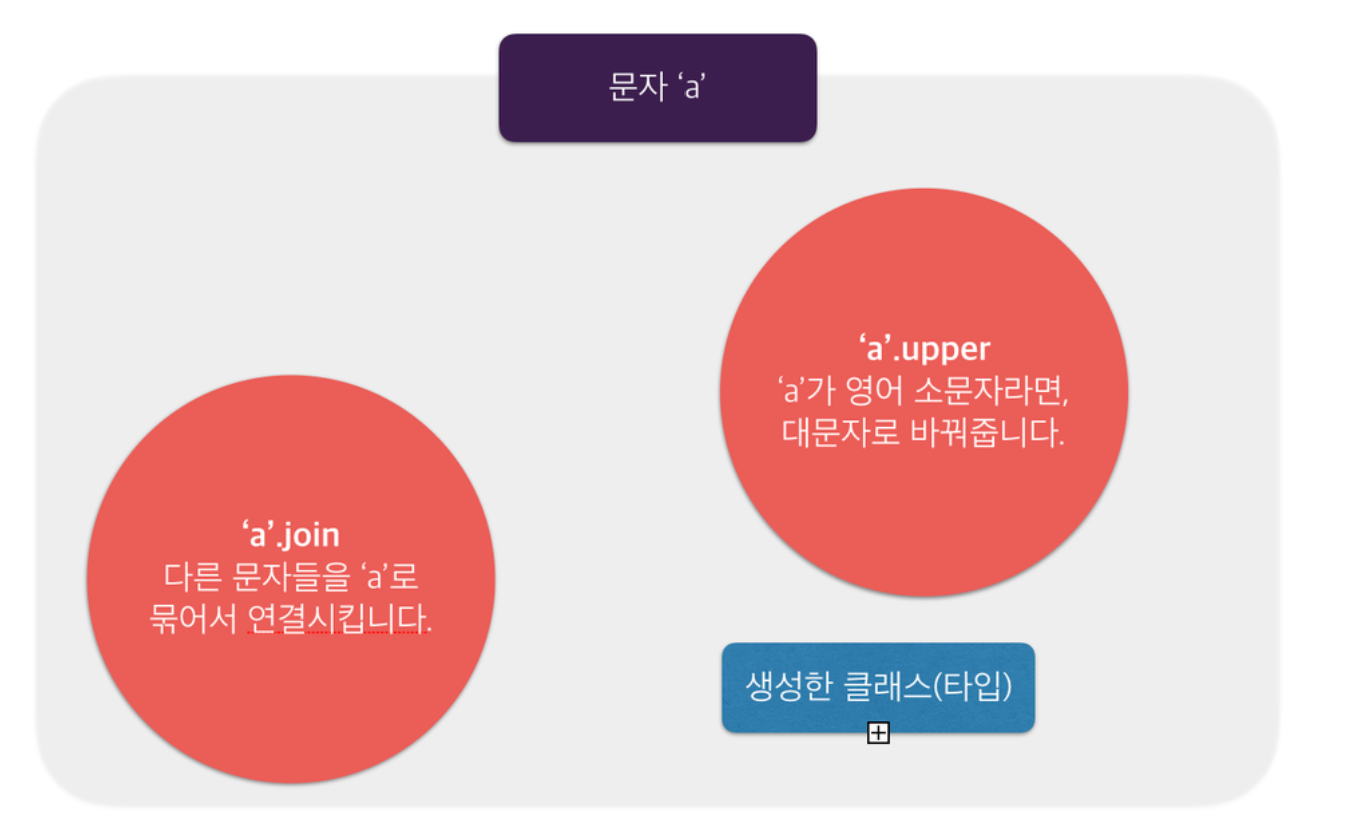 문자 ‘a’
‘a’.upper
‘a’가 영어 소문자라면,
대문자로 바꿔줍니다.
‘a’.join
다른 문자들을 ‘a’로
묶어서 연결시킵니다.
생성한 클래스(타입)